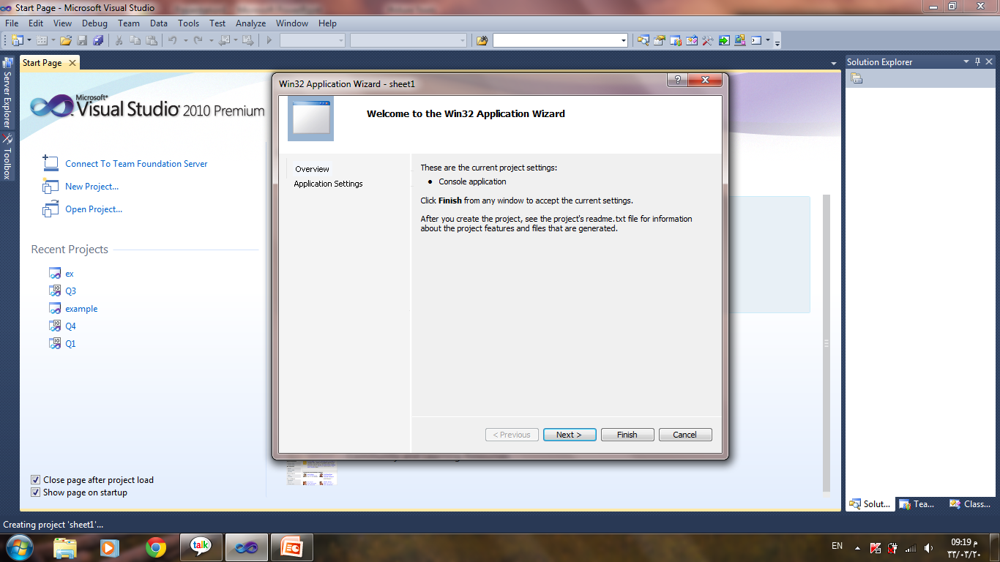 Start Page - Microsoft Visual Studio
File Edit View Debug Team Data Tools Test Analyze Window Help
Start Page
Solution Explorer
Server Explorer
Toolbox
Microsoft®
Visual Studio® 2010 Premium
Connect To Team Foundation Server
New Project...
Open Project...
Recent Projects
ex
Q3
example
Q4
Q1
Close page after project load
Show page on startup
Win32 Application Wizard - sheet1
Welcome to the Win32 Application Wizard
Overview
Application Settings
These are the current project settings:
• Console application
Click Finish from any window to accept the current settings.
After you create the project, see the project's readme.txt file for information
about the project features and files that are generated.
< Previous Next > Finish Cancel
Solut... Tea... Class...
Creating project 'sheet1'...
talk
EN
09:19 م
٣٣/٠٣/٢٠